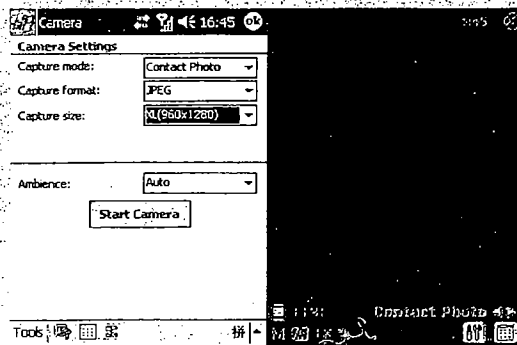 Camera 16:45 ok
Camera Settings
Capture mode: Contact Photo
Capture format: JPEG
Capture size: XL(960x1280)
Ambience: Auto
Start Camera
Contact Photo
Tools 拼